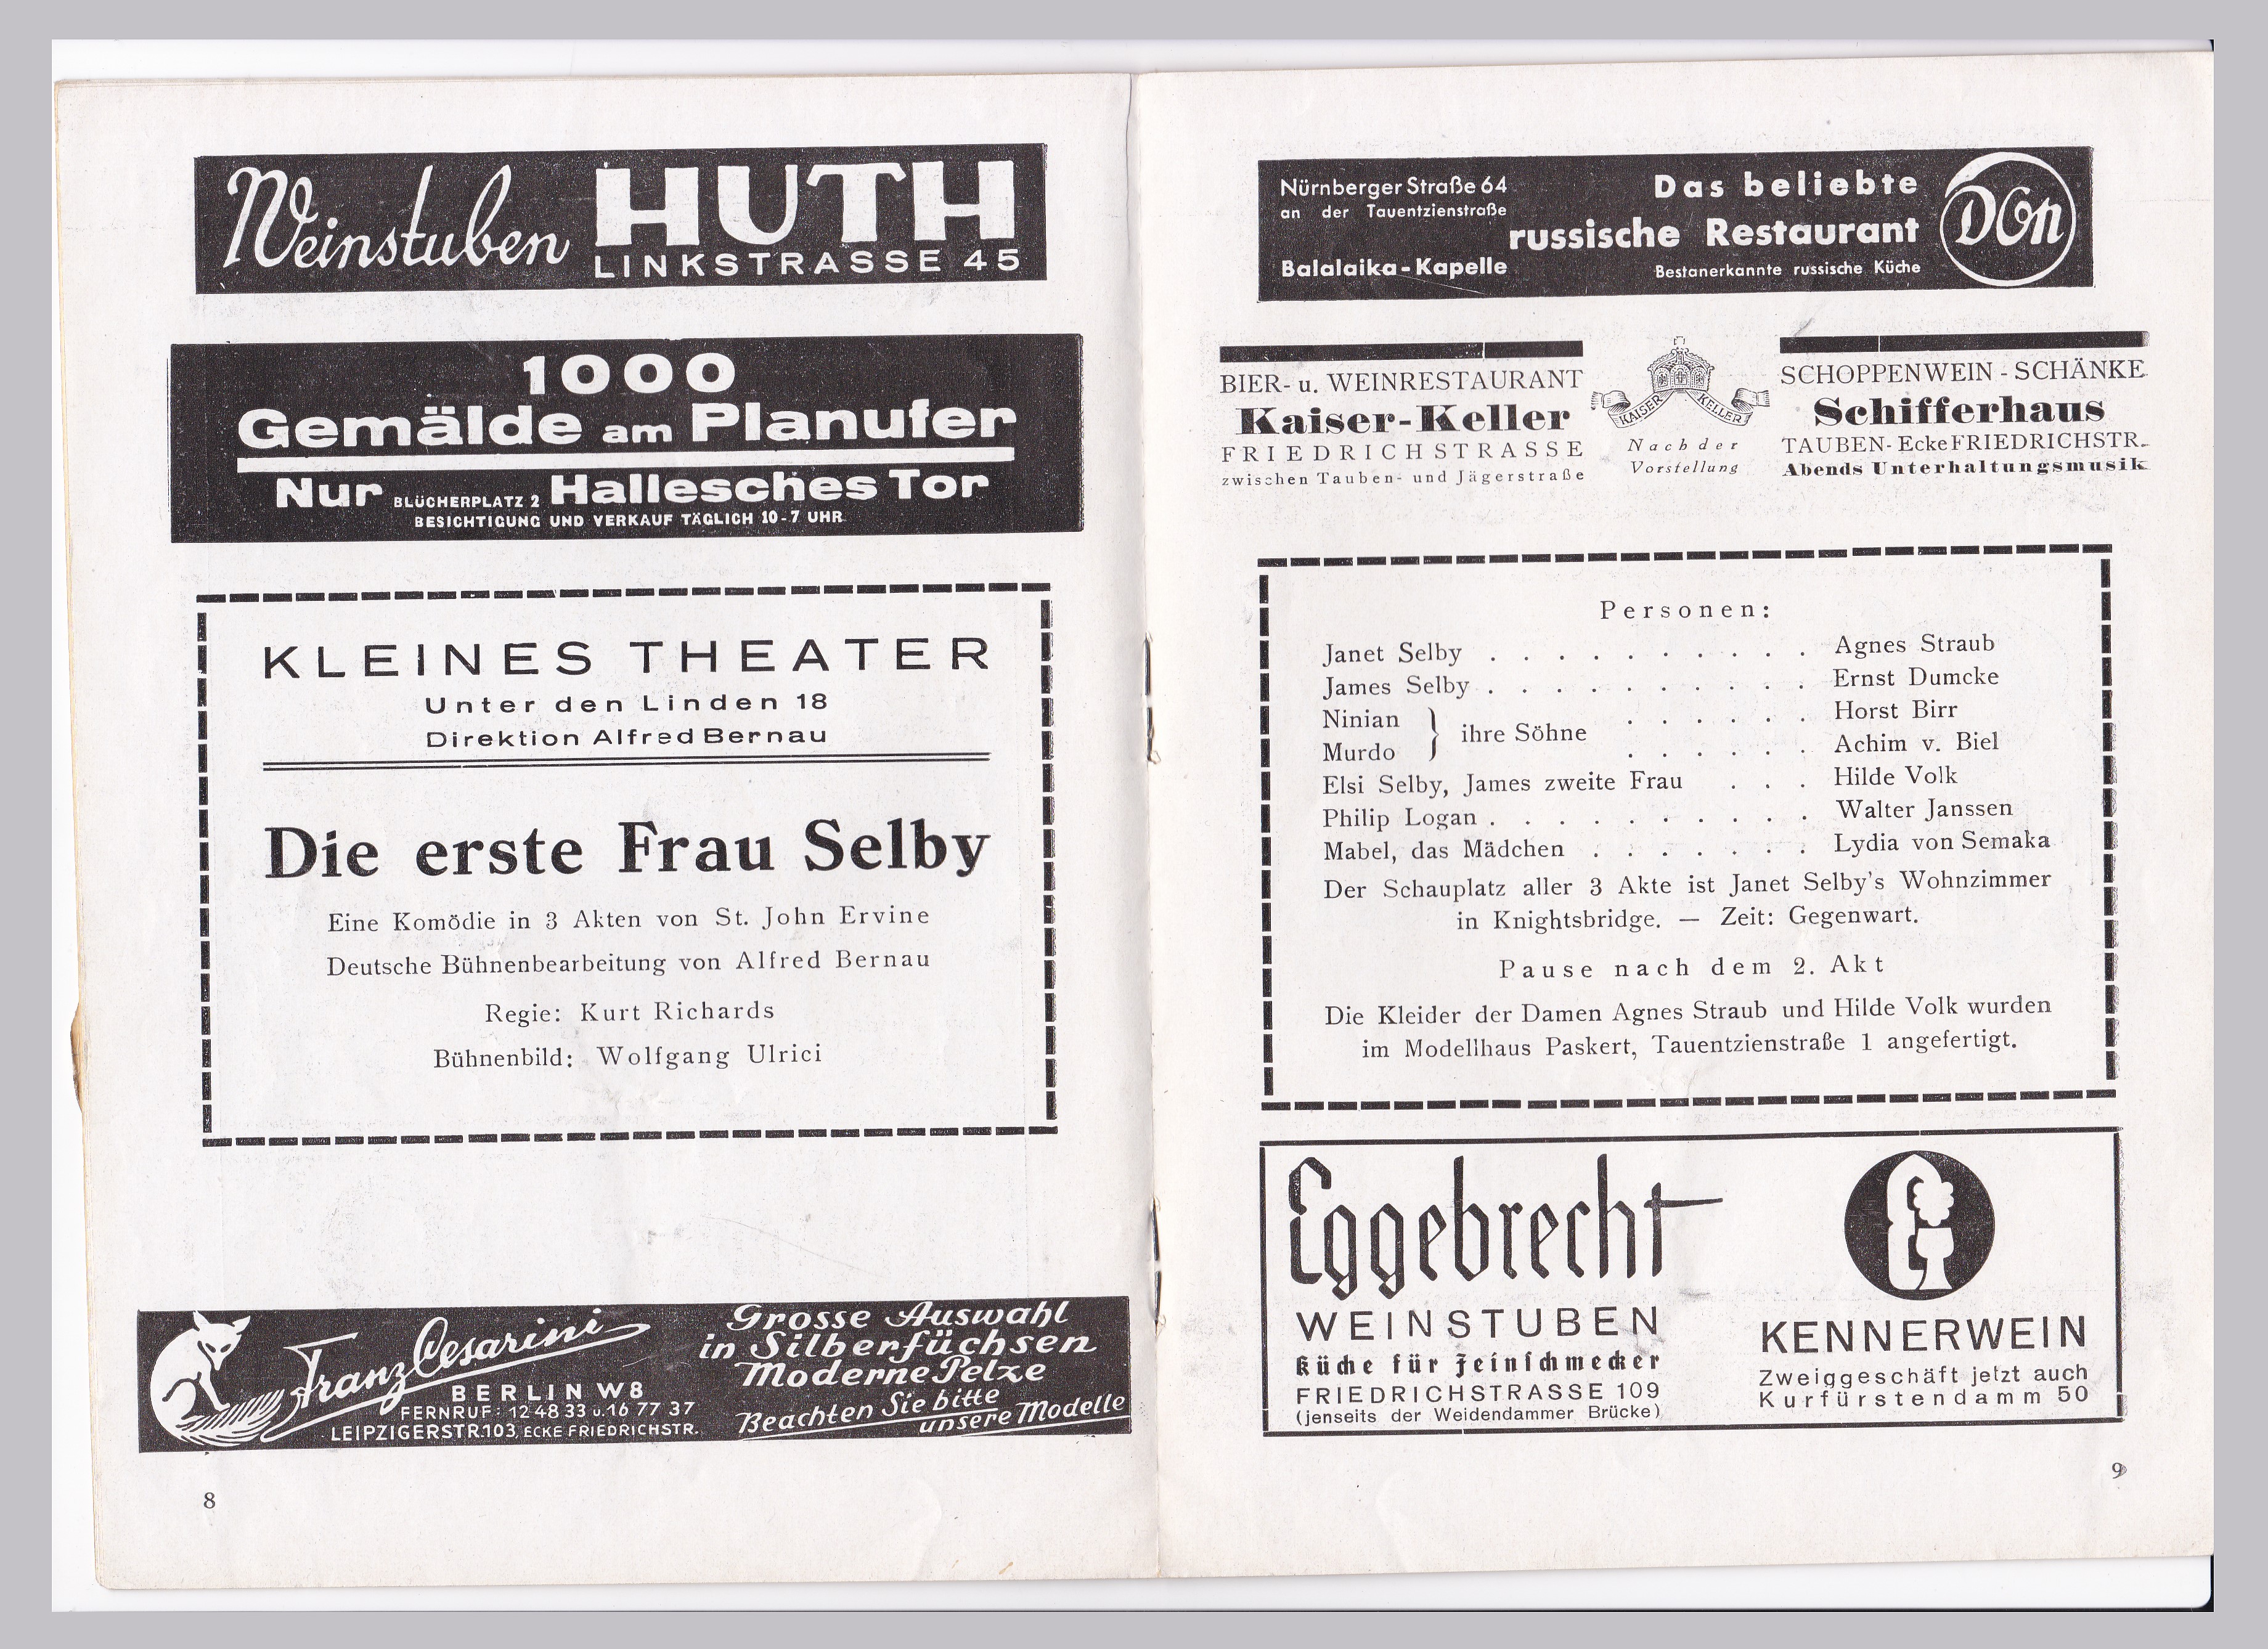 Weinstuben HUTH
LINKSTRASSE 45
1000
Gemälde am Planufer
Nur BLÜCHERPLATZ 2 Hallesches Tor
BESICHTIGUNG UND VERKAUF TÄGLICH 10-7 UHR
KLEINES THEATER
Unter den Linden 18
Direktion Alfred Bernau
Die erste Frau Selby
Eine Komödie in 3 Akten von St. John Ervine
Deutsche Bühnenbearbeitung von Alfred Bernau
Regie: Kurt Richards
Bühnenbild: Wolfgang Ulrici
Franz Cesarini
BERLIN W8
FERNRUF: 12 48 33 u. 16 77 37
LEIPZIGERSTR.103, ECKE FRIEDRICHSTR.
Grosse Auswahl
in Silberfüchsen
Moderne Pelze
Beachten Sie bitte
unsere Modelle
8
Nürnberger Straße 64
an der Tauentzienstraße
Balalaika-Kapelle
Das beliebte
russische Restaurant
Bestanerkannte russische Küche
Don
BIER- u. WEINRESTAURANT
Kaiser-Keller
FRIEDRICHSTRASSE
zwischen Tauben- und Jägerstraße
KAISER KELLER
Nach der
Vorstellung
SCHOPPENWEIN-SCHÄNKE
Schifferhaus
TAUBEN- Ecke FRIEDRICHSTR.
Abends Unterhaltungsmusik
Personen:
Janet Selby . . . . . . . . . . Agnes Straub
James Selby . . . . . . . . . . Ernst Dumcke
Ninian } ihre Söhne . . . . . . Horst Birr
Murdo } . . . . . . Achim v. Biel
Elsi Selby, James zweite Frau . . . Hilde Volk
Philip Logan . . . . . . . . . . Walter Janssen
Mabel, das Mädchen . . . . . . . Lydia von Semaka
Der Schauplatz aller 3 Akte ist Janet Selby's Wohnzimmer
in Knightsbridge. — Zeit: Gegenwart.
Pause nach dem 2. Akt
Die Kleider der Damen Agnes Straub und Hilde Volk wurden
im Modellhaus Paskert, Tauentzienstraße 1 angefertigt.
Eggebrecht
WEINSTUBEN
Küche für Feinschmecker
FRIEDRICHSTRASSE 109
(jenseits der Weidendammer Brücke)
KENNERWEIN
Zweiggeschäft jetzt auch
Kurfürstendamm 50
9